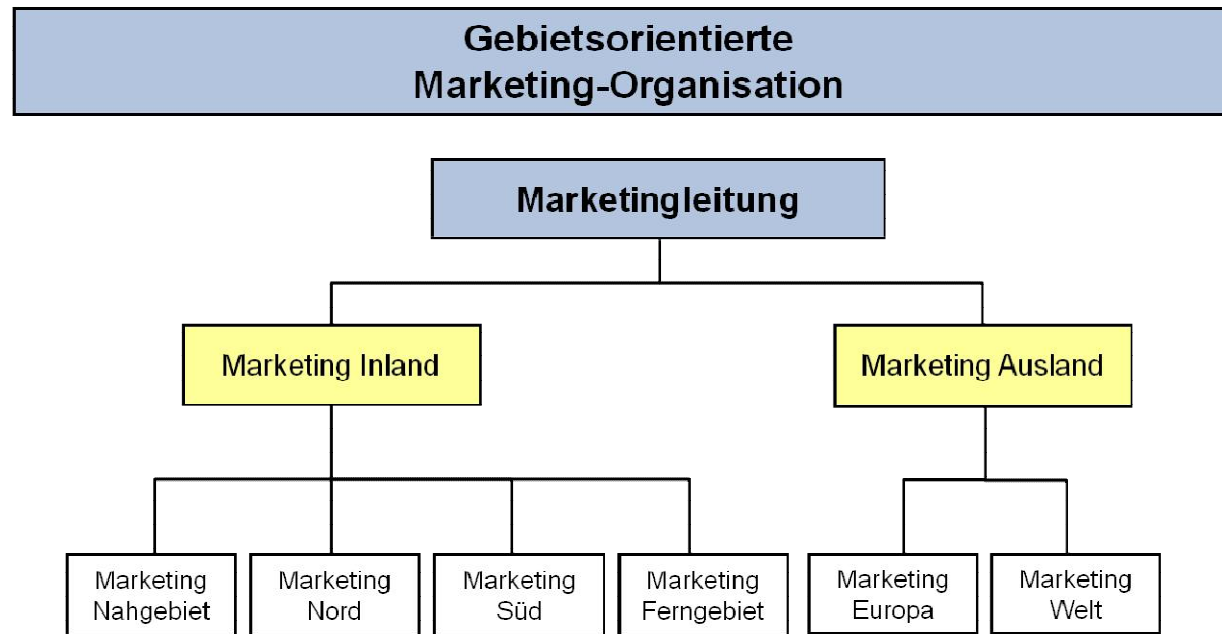 Gebietsorientierte
Marketing-Organisation
Marketingleitung
Marketing Inland
Marketing Ausland
Marketing
Nahgebiet
Marketing
Nord
Marketing
Süd
Marketing
Ferngebiet
Marketing
Europa
Marketing
Welt